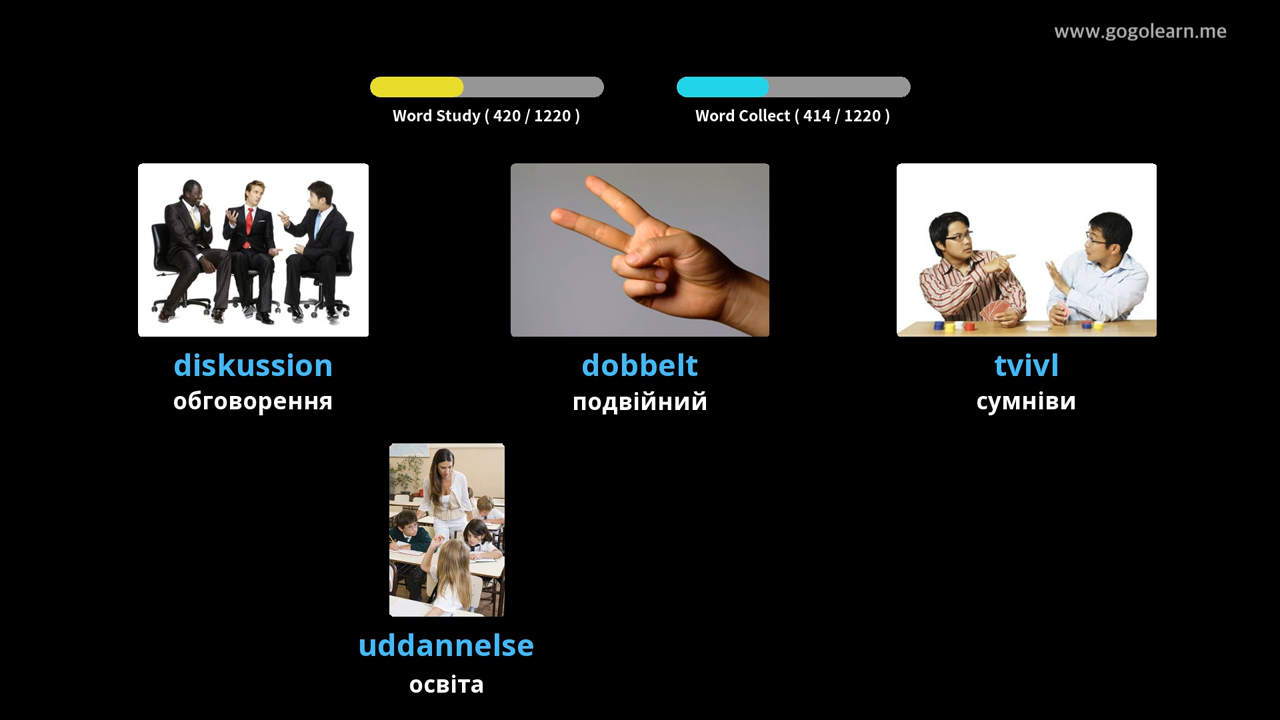 www.gogolearn.me
Word Study ( 420 / 1220 )
Word Collect ( 414 / 1220 )
diskussion
обговорення
dobbelt
подвійний
tvivl
сумніви
uddannelse
освіта